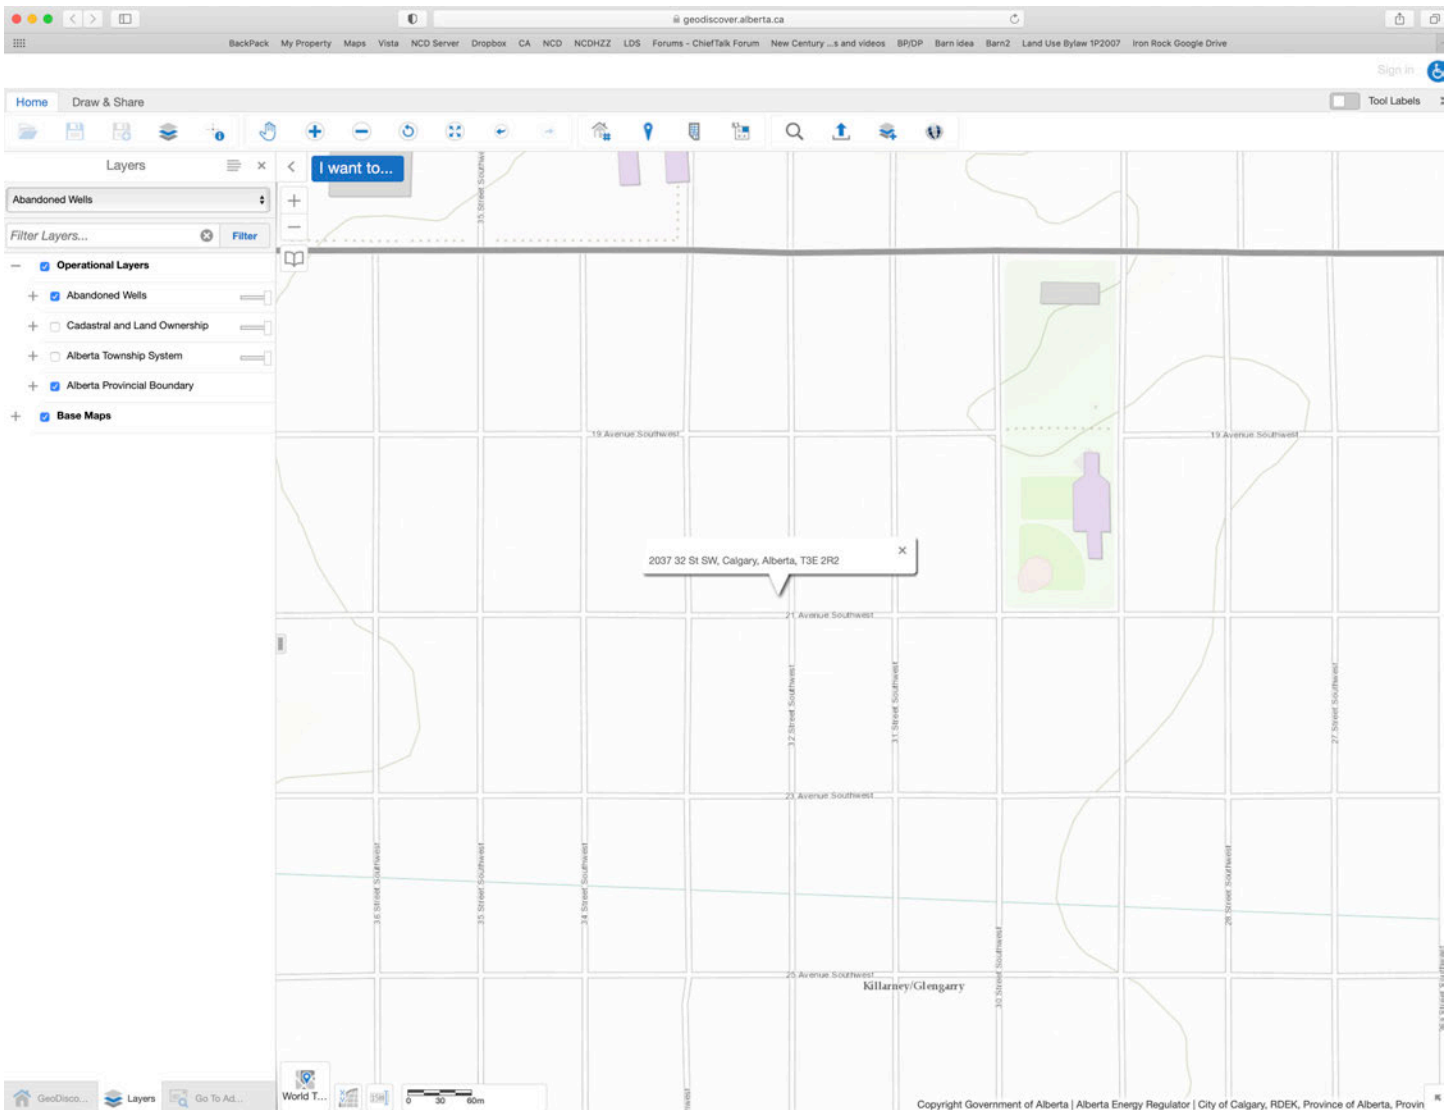 geodiscover.alberta.ca
BackPack My Property Maps Vista NCD Server Dropbox CA NCD NCDHZZ LDS Forums - ChiefTalk Forum New Century ...s and videos BP/DP Barn idea Barn2 Land Use Bylaw 1P2007 Iron Rock Google Drive
Sign in
Home Draw & Share Tool Labels
Layers
I want to...
Abandoned Wells
Filter Layers... Filter
Operational Layers
Abandoned Wells
Cadastral and Land Ownership
Alberta Township System
Alberta Provincial Boundary
Base Maps
35 Street Southwe
19 Avenue Southwest
19 Avenue Southwest
2037 32 St SW, Calgary, Alberta, T3E 2R2
21 Avenue Southwest
32 Street Southwest
31 Street Southwest
27 Street Southwest
23 Avenue Southwest
36 Street Southwest
35 Street Southwest
34 Street Southwest
28 Street Southwest
25 Avenue Southwest
Killarney/Glengarry
30 Street Southwest
GeoDisco... Layers Go To Ad...
World T...
0 30 60m
Copyright Government of Alberta | Alberta Energy Regulator | City of Calgary, RDEK, Province of Alberta, Provin